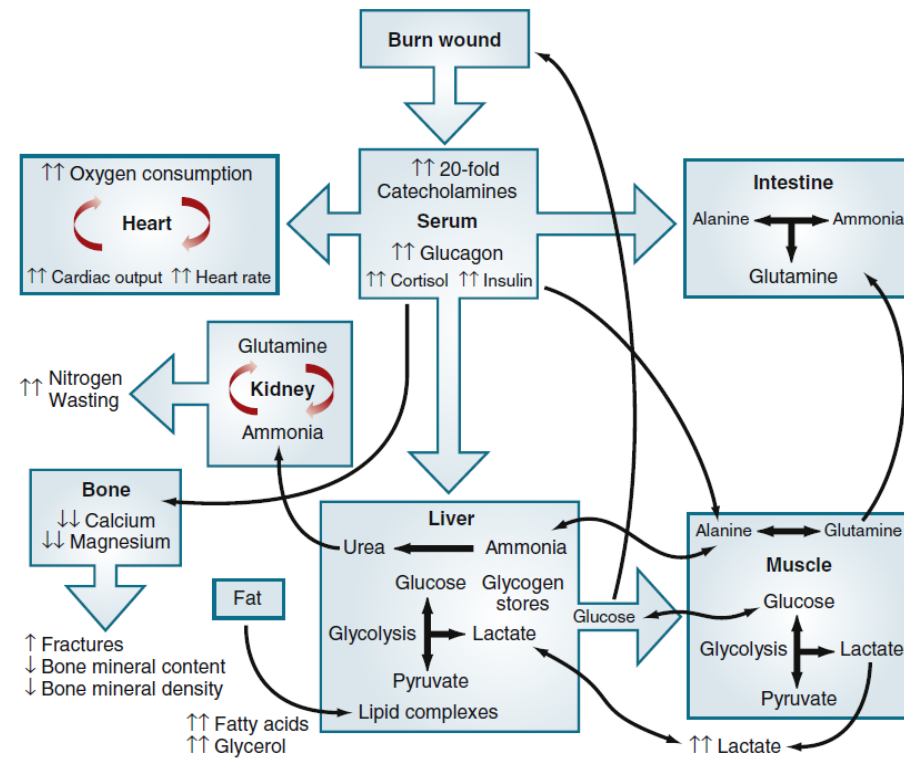 Burn wound
↑↑ 20-fold
Catecholamines
Serum
↑↑ Glucagon
↑↑ Cortisol ↑↑ Insulin
↑↑ Oxygen consumption
Heart
↑↑ Cardiac output ↑↑ Heart rate
Intestine
Alanine Ammonia
Glutamine
Glutamine
Kidney
Ammonia
↑↑ Nitrogen
Wasting
Bone
↓↓ Calcium
↓↓ Magnesium
↑ Fractures
↓ Bone mineral content
↓ Bone mineral density
Fat
↑↑ Fatty acids
↑↑ Glycerol
Liver
Urea Ammonia
Glucose Glycogen
stores
Glycolysis Lactate
Pyruvate
Lipid complexes
Glucose
Alanine Glutamine
Muscle
Glucose
Glycolysis Lactate
Pyruvate
↑↑ Lactate